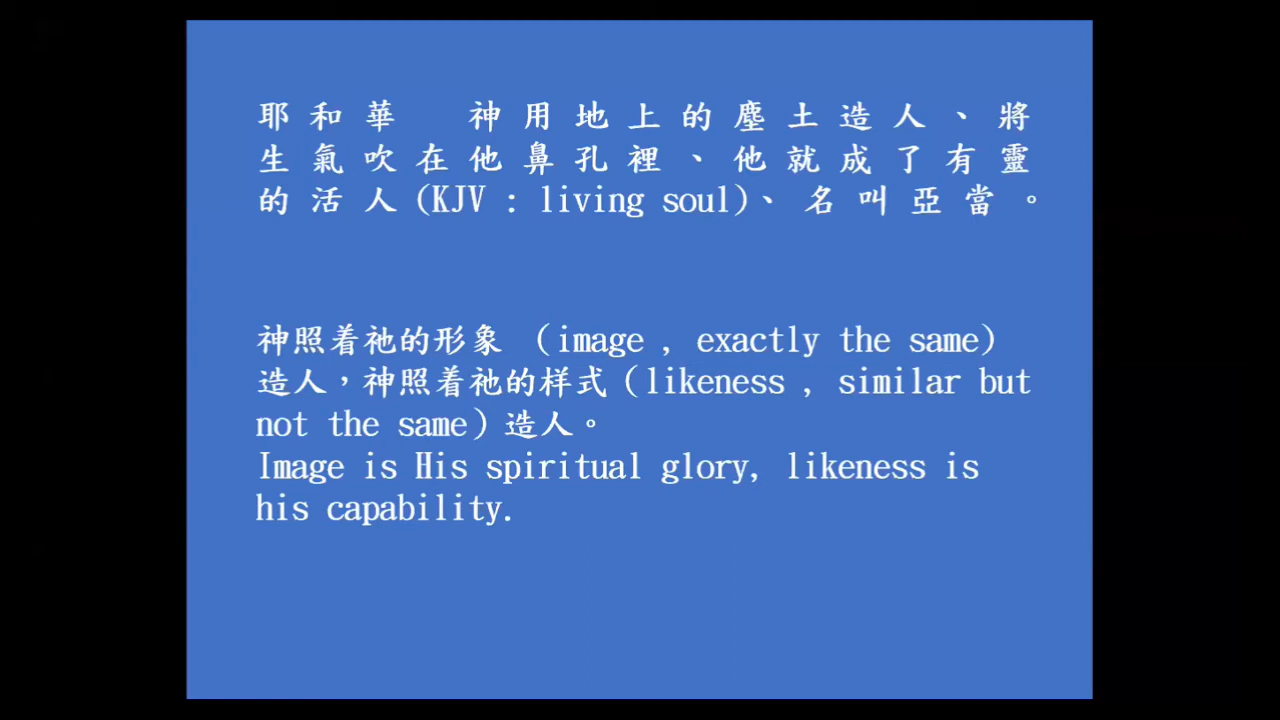 耶和華　神用地上的塵土造人、將
生氣吹在他鼻孔裡、他就成了有靈
的活人(KJV : living soul)、名叫亞當。
神照着祂的形象 （image , exactly the same）
造人，神照着祂的样式（likeness , similar but
not the same）造人。
Image is His spiritual glory, likeness is
his capability.